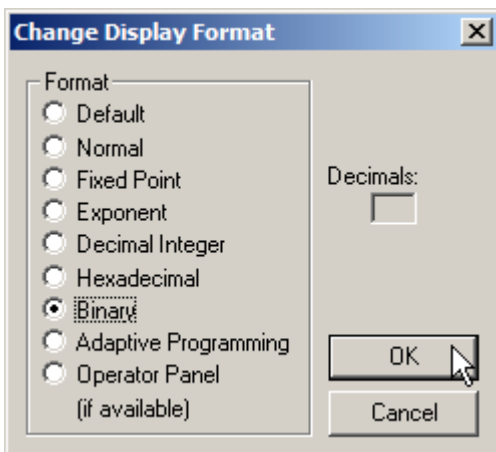 Change Display Format
Format
Default
Normal
Fixed Point
Exponent
Decimal Integer
Hexadecimal
Binary
Adaptive Programming
Operator Panel
(if available)
Decimals:
OK
Cancel